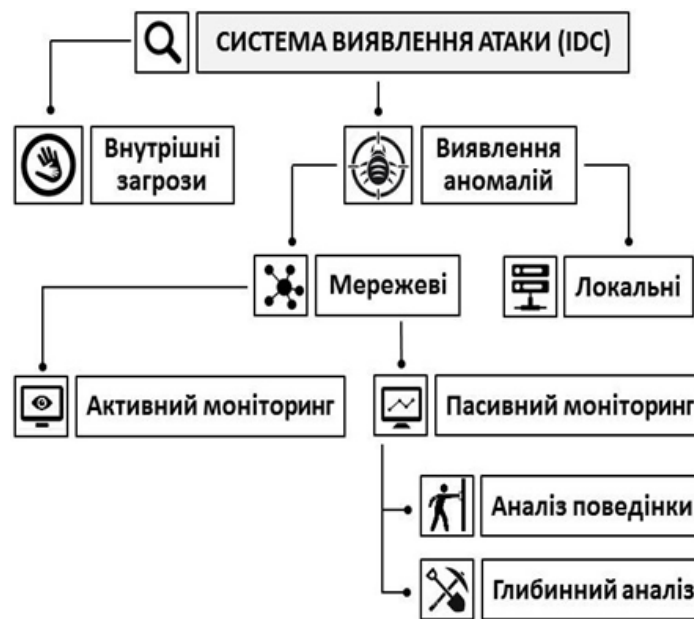 СИСТЕМА ВИЯВЛЕННЯ АТАКИ (IDC)
Внутрішні
загрози
Виявлення
аномалій
Мережеві
Локальні
Активний моніторинг
Пасивний моніторинг
Аналіз поведінки
Глибинний аналіз